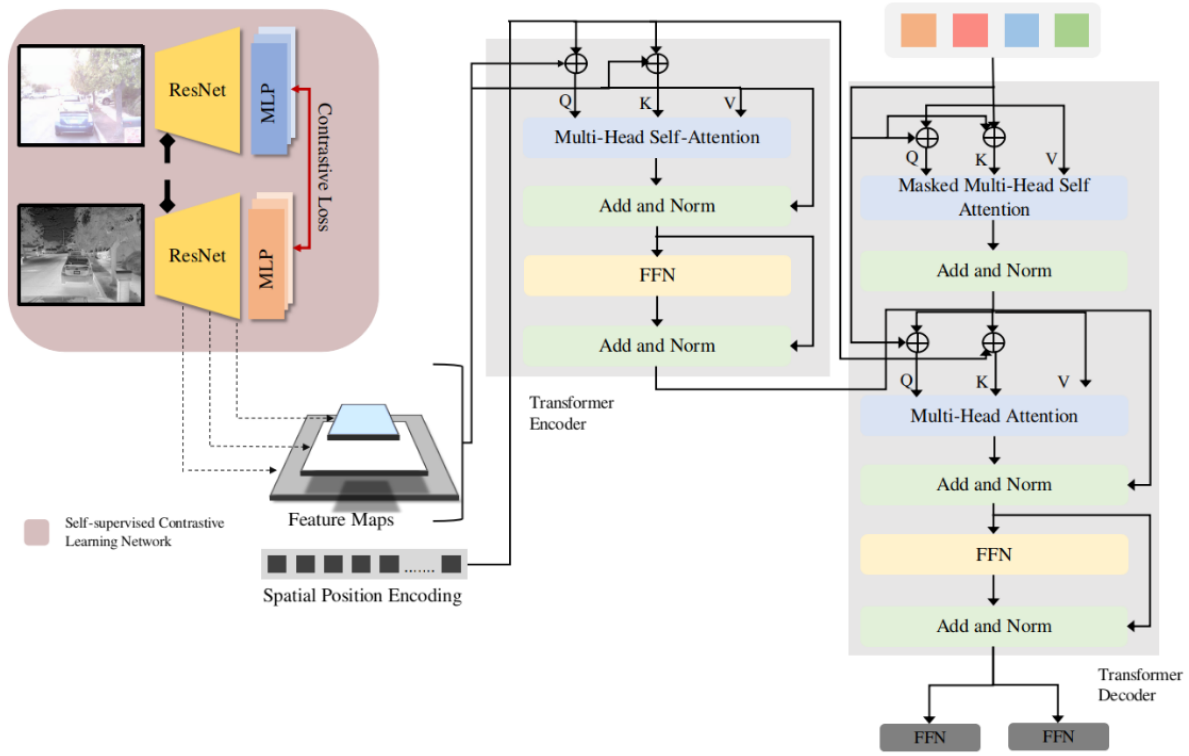 ResNet
MLP
Contrastive Loss
ResNet
MLP
Feature Maps
Self-supervised Contrastive
Learning Network
Spatial Position Encoding
.......
Q
K
V
Multi-Head Self-Attention
Add and Norm
FFN
Add and Norm
Transformer
Encoder
Q
K
V
Masked Multi-Head Self
Attention
Add and Norm
Q
K
V
Multi-Head Attention
Add and Norm
FFN
Add and Norm
Transformer
Decoder
FFN
FFN